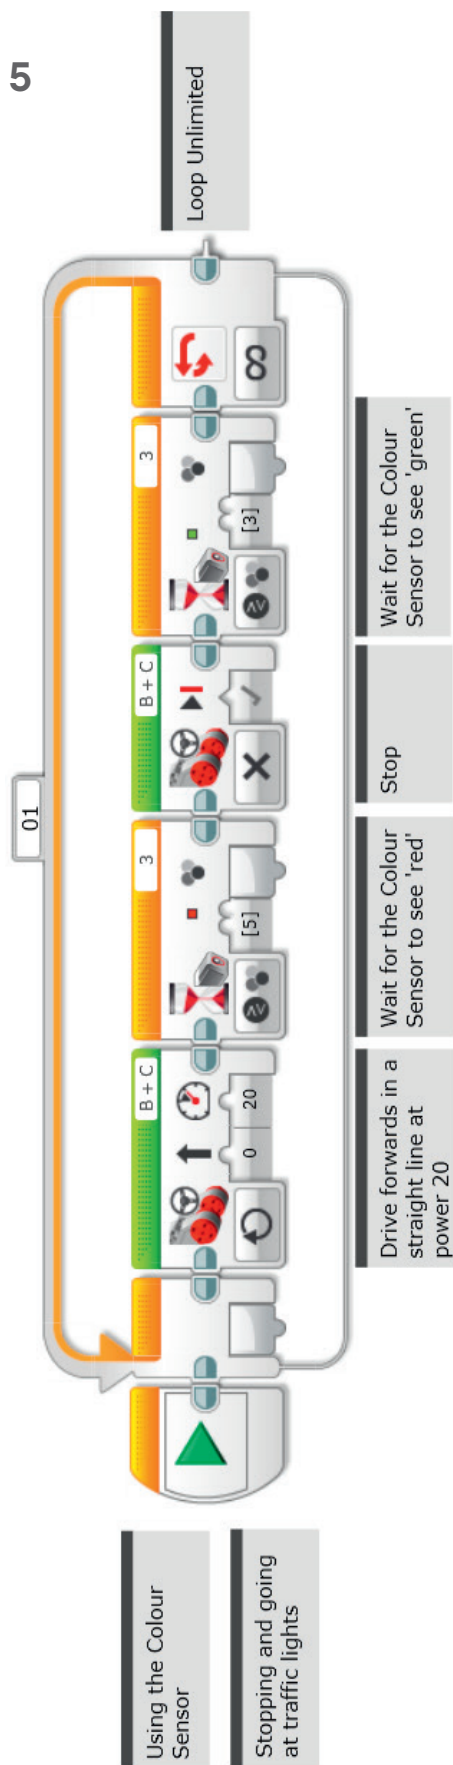 5
Using the Colour
Sensor
Stopping and going
at traffic lights
01
B + C
0
20
Drive forwards in a
straight line at
power 20
3
[5]
Wait for the Colour
Sensor to see 'red'
B + C
Stop
3
[3]
Wait for the Colour
Sensor to see 'green'
∞
Loop Unlimited